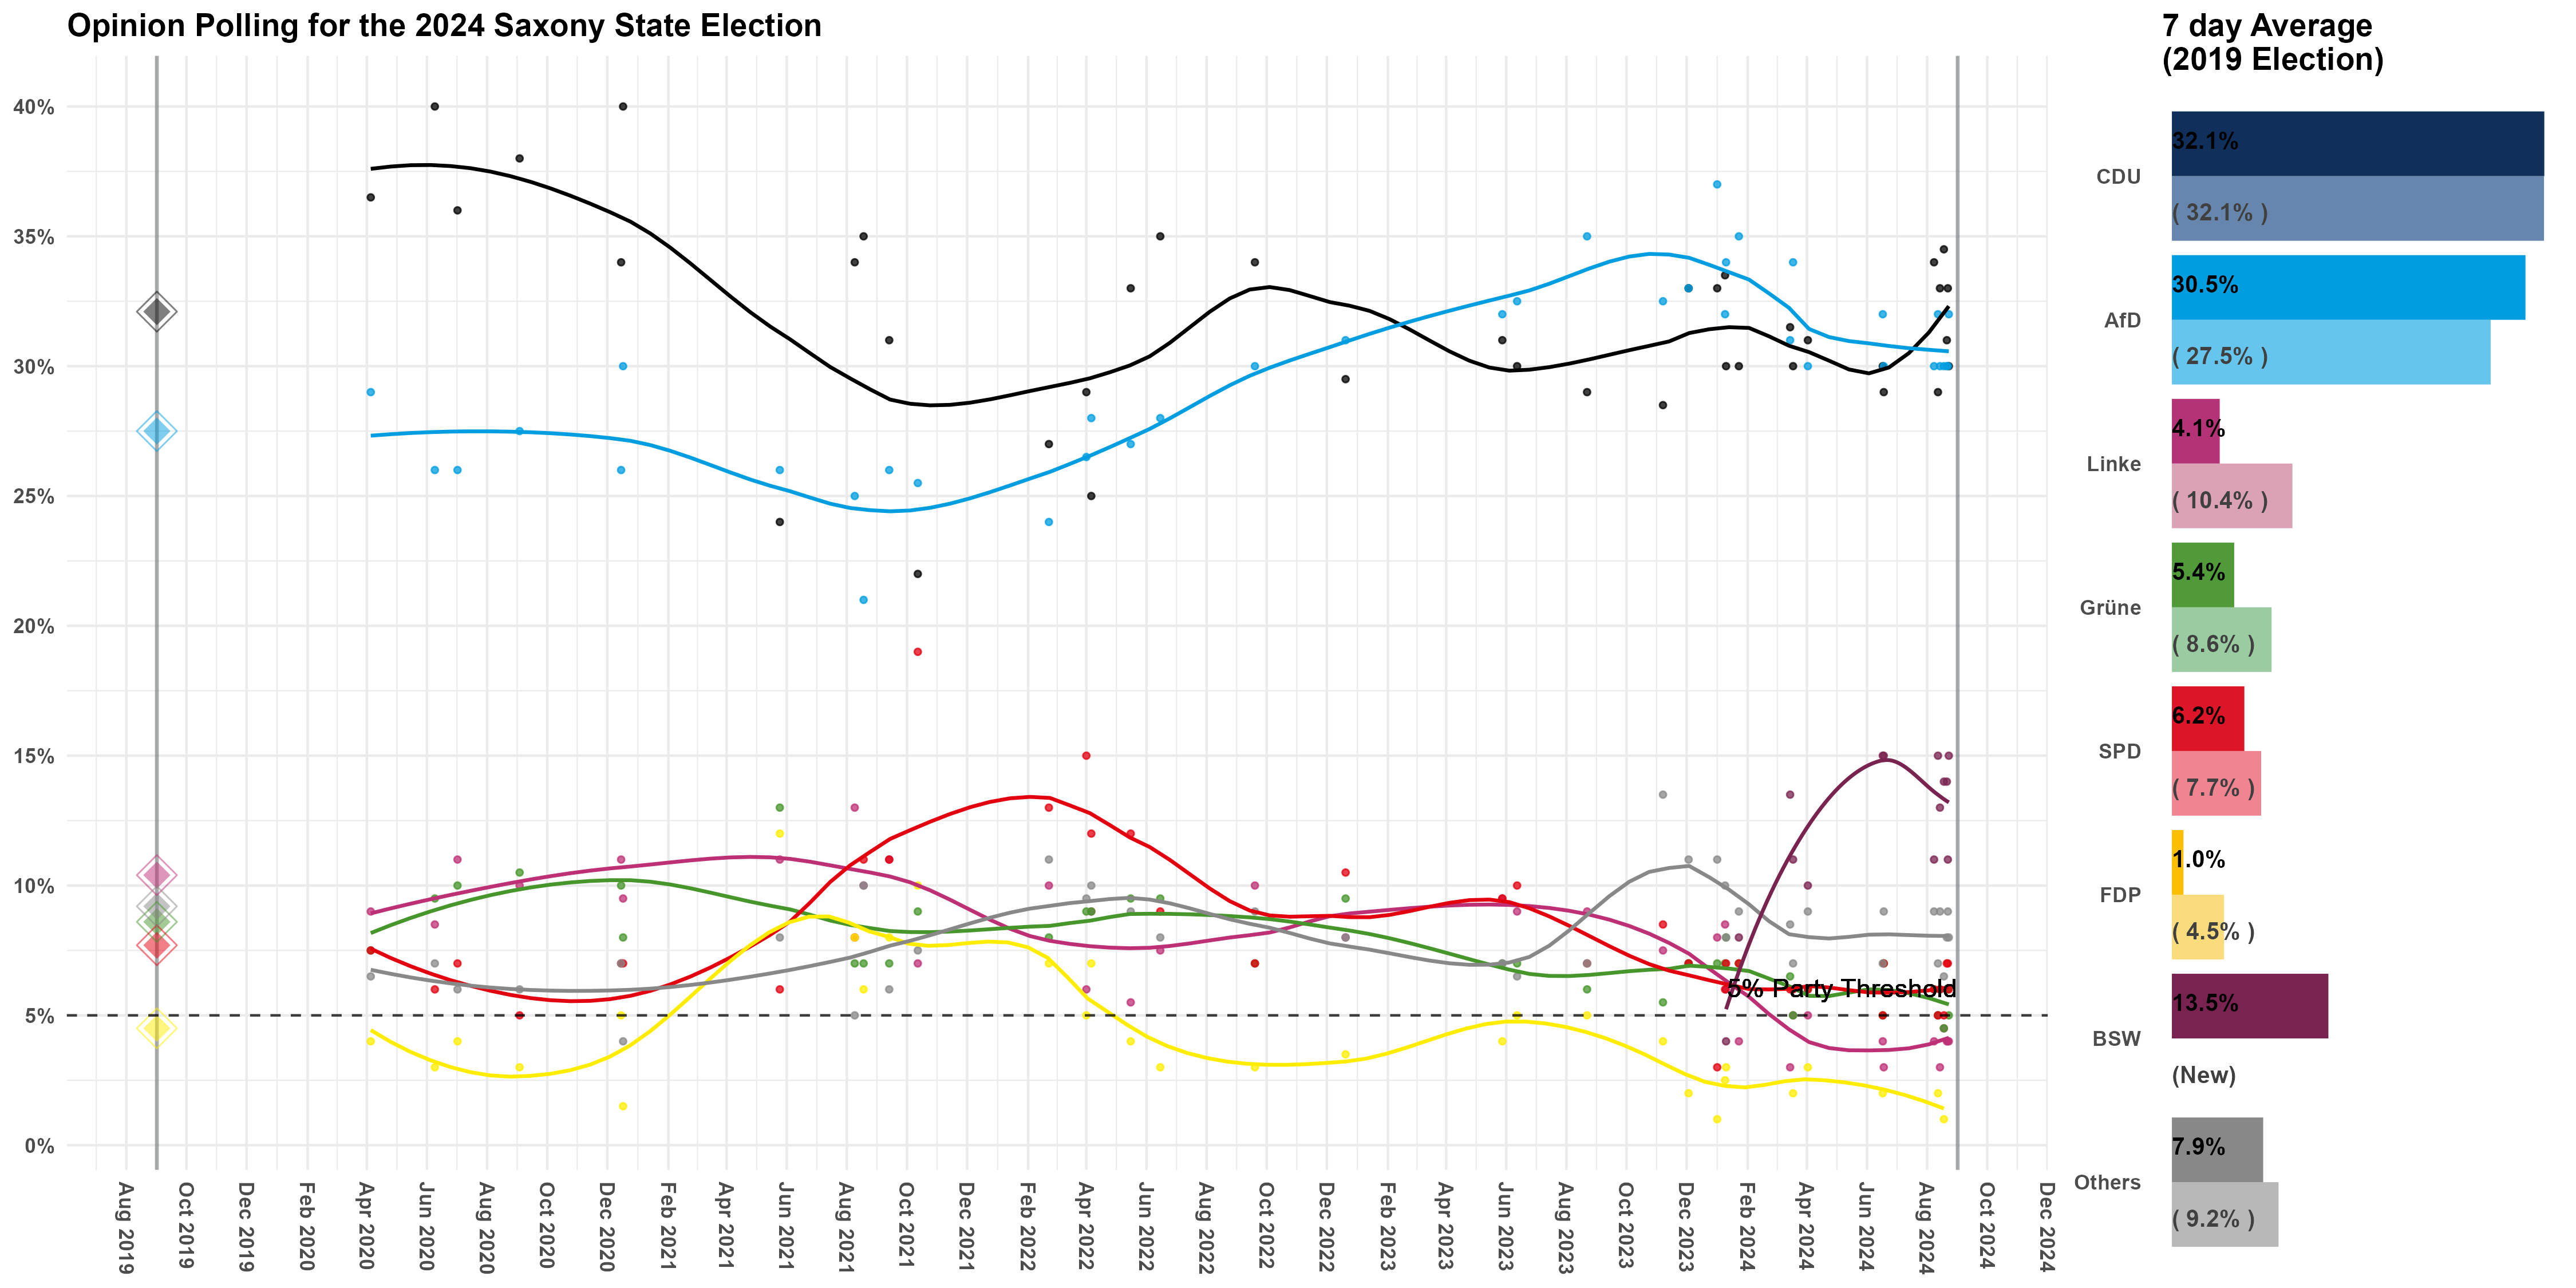 Opinion Polling for the 2024 Saxony State Election
40%
35%
30%
25%
20%
15%
10%
5%
0%
5% Party Threshold
Aug 2019
Oct 2019
Dec 2019
Feb 2020
Apr 2020
Jun 2020
Aug 2020
Oct 2020
Dec 2020
Feb 2021
Apr 2021
Jun 2021
Aug 2021
Oct 2021
Dec 2021
Feb 2022
Apr 2022
Jun 2022
Aug 2022
Oct 2022
Dec 2022
Feb 2023
Apr 2023
Jun 2023
Aug 2023
Oct 2023
Dec 2023
Feb 2024
Apr 2024
Jun 2024
Aug 2024
Oct 2024
Dec 2024
7 day Average
(2019 Election)
CDU
32.1%
( 32.1% )
AfD
30.5%
( 27.5% )
Linke
4.1%
( 10.4% )
Grüne
5.4%
( 8.6% )
SPD
6.2%
( 7.7% )
FDP
1.0%
( 4.5% )
BSW
13.5%
(New)
Others
7.9%
( 9.2% )